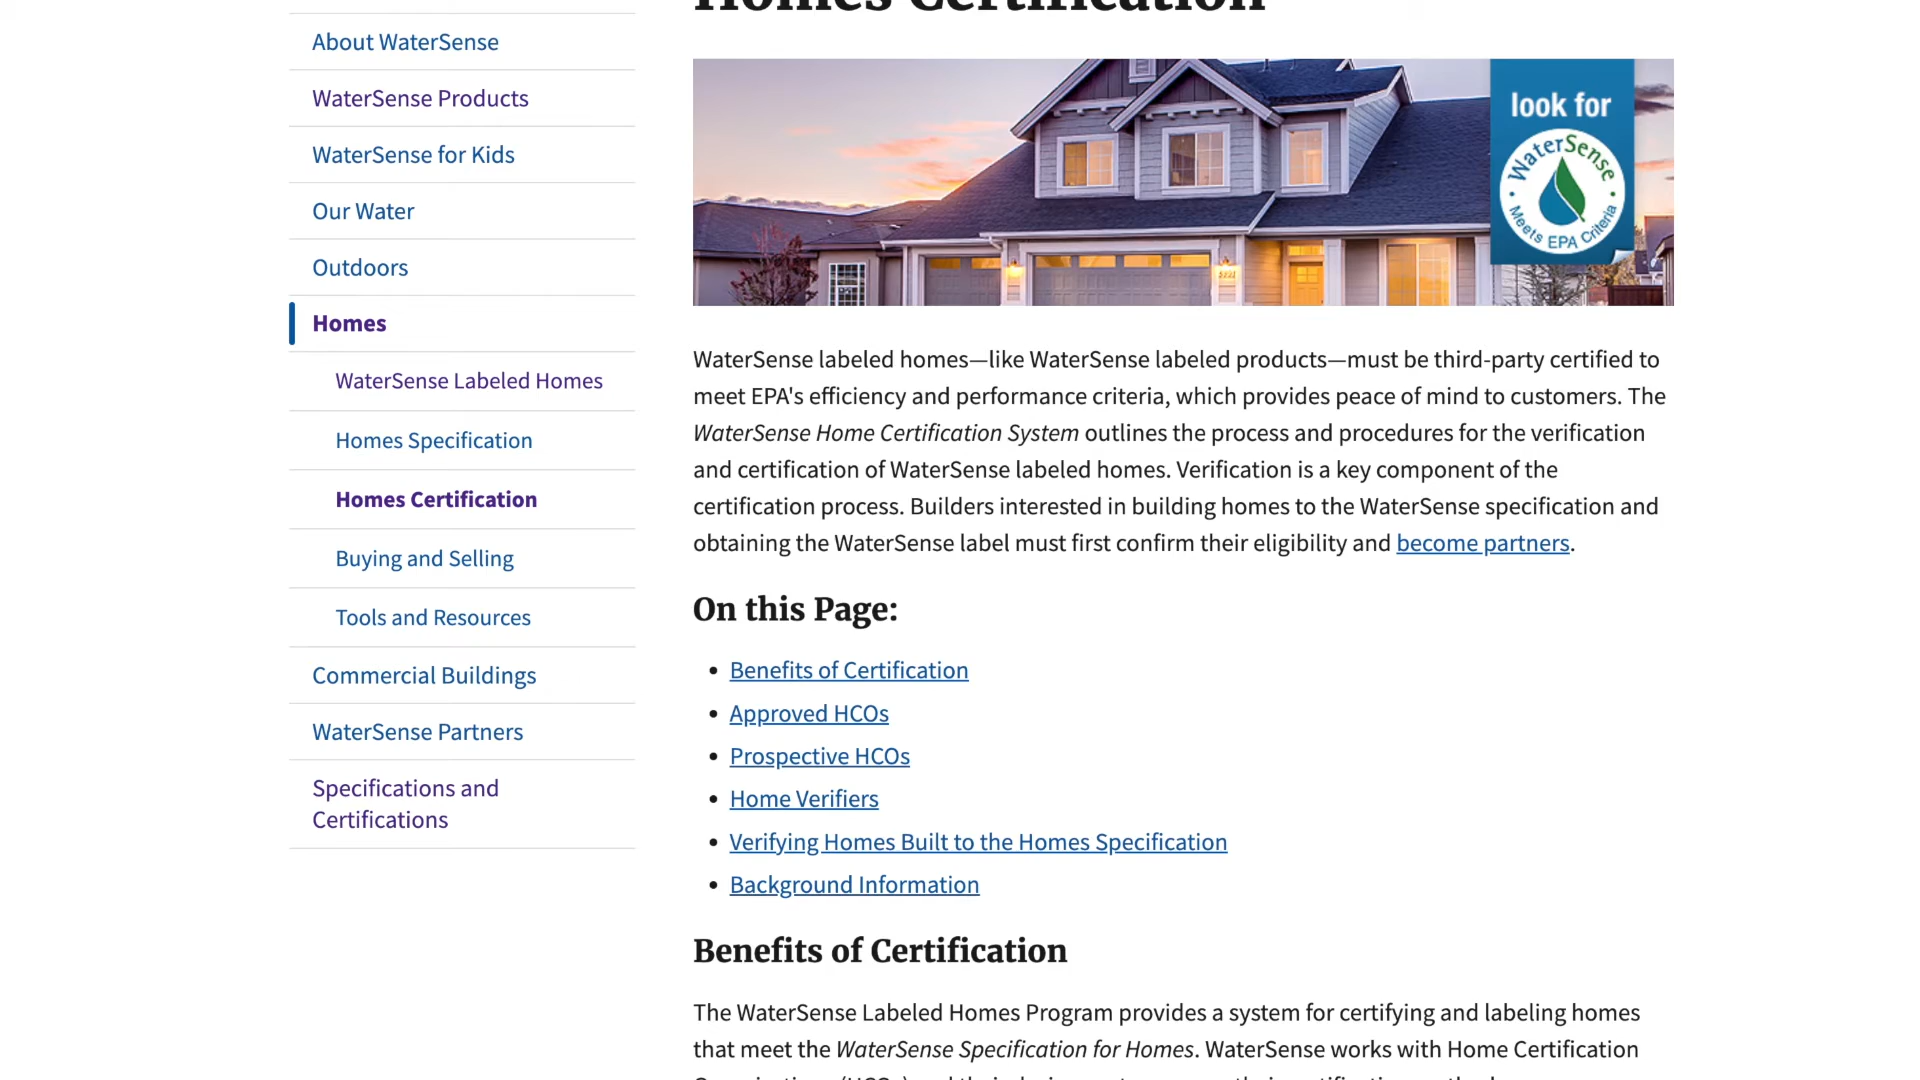 Homes Certification
About WaterSense
WaterSense Products
WaterSense for Kids
Our Water
Outdoors
Homes
WaterSense Labeled Homes
Homes Specification
Homes Certification
Buying and Selling
Tools and Resources
Commercial Buildings
WaterSense Partners
Specifications and
Certifications
look for
WaterSense
Meets EPA Criteria
WaterSense labeled homes—like WaterSense labeled products—must be third-party certified to
meet EPA's efficiency and performance criteria, which provides peace of mind to customers. The
WaterSense Home Certification System outlines the process and procedures for the verification
and certification of WaterSense labeled homes. Verification is a key component of the
certification process. Builders interested in building homes to the WaterSense specification and
obtaining the WaterSense label must first confirm their eligibility and become partners.
On this Page:
• Benefits of Certification
• Approved HCOs
• Prospective HCOs
• Home Verifiers
• Verifying Homes Built to the Homes Specification
• Background Information
Benefits of Certification
The WaterSense Labeled Homes Program provides a system for certifying and labeling homes
that meet the WaterSense Specification for Homes. WaterSense works with Home Certification